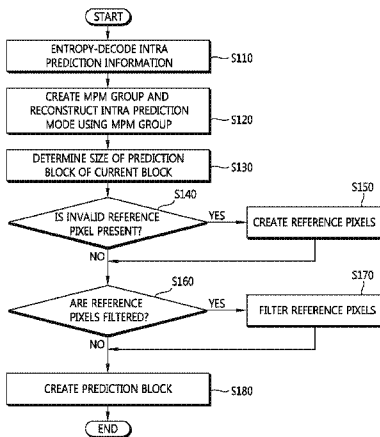 START
ENTROPY-DECODE INTRA
PREDICTION INFORMATION
S110
CREATE MPM GROUP AND
RECONSTRUCT INTRA PREDICTION
MODE USING MPM GROUP
S120
DETERMINE SIZE OF PREDICTION
BLOCK OF CURRENT BLOCK
S130
S140
IS INVALID REFERENCE
PIXEL PRESENT?
YES
S150
CREATE REFERENCE PIXELS
NO
S160
ARE REFERENCE
PIXELS FILTERED?
YES
S170
FILTER REFERENCE PIXELS
NO
CREATE PREDICTION BLOCK
S180
END